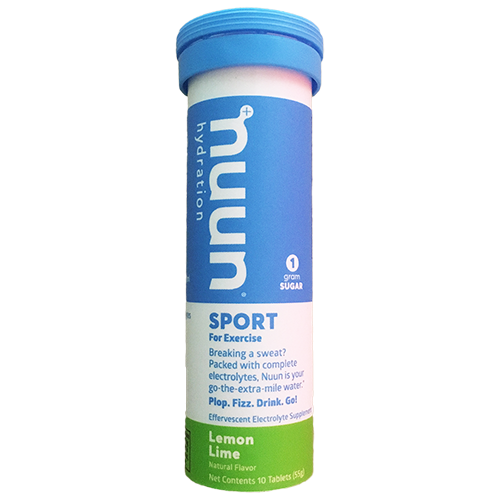 nuun
hydration
1
gram
SUGAR
SPORT
For Exercise
Breaking a sweat?
Packed with complete
electrolytes, Nuun is your
go-the-extra-mile water.*
Plop. Fizz. Drink. Go!
Effervescent Electrolyte Supplement
Lemon
Lime
Natural Flavor
Net Contents 10 Tablets (55g)